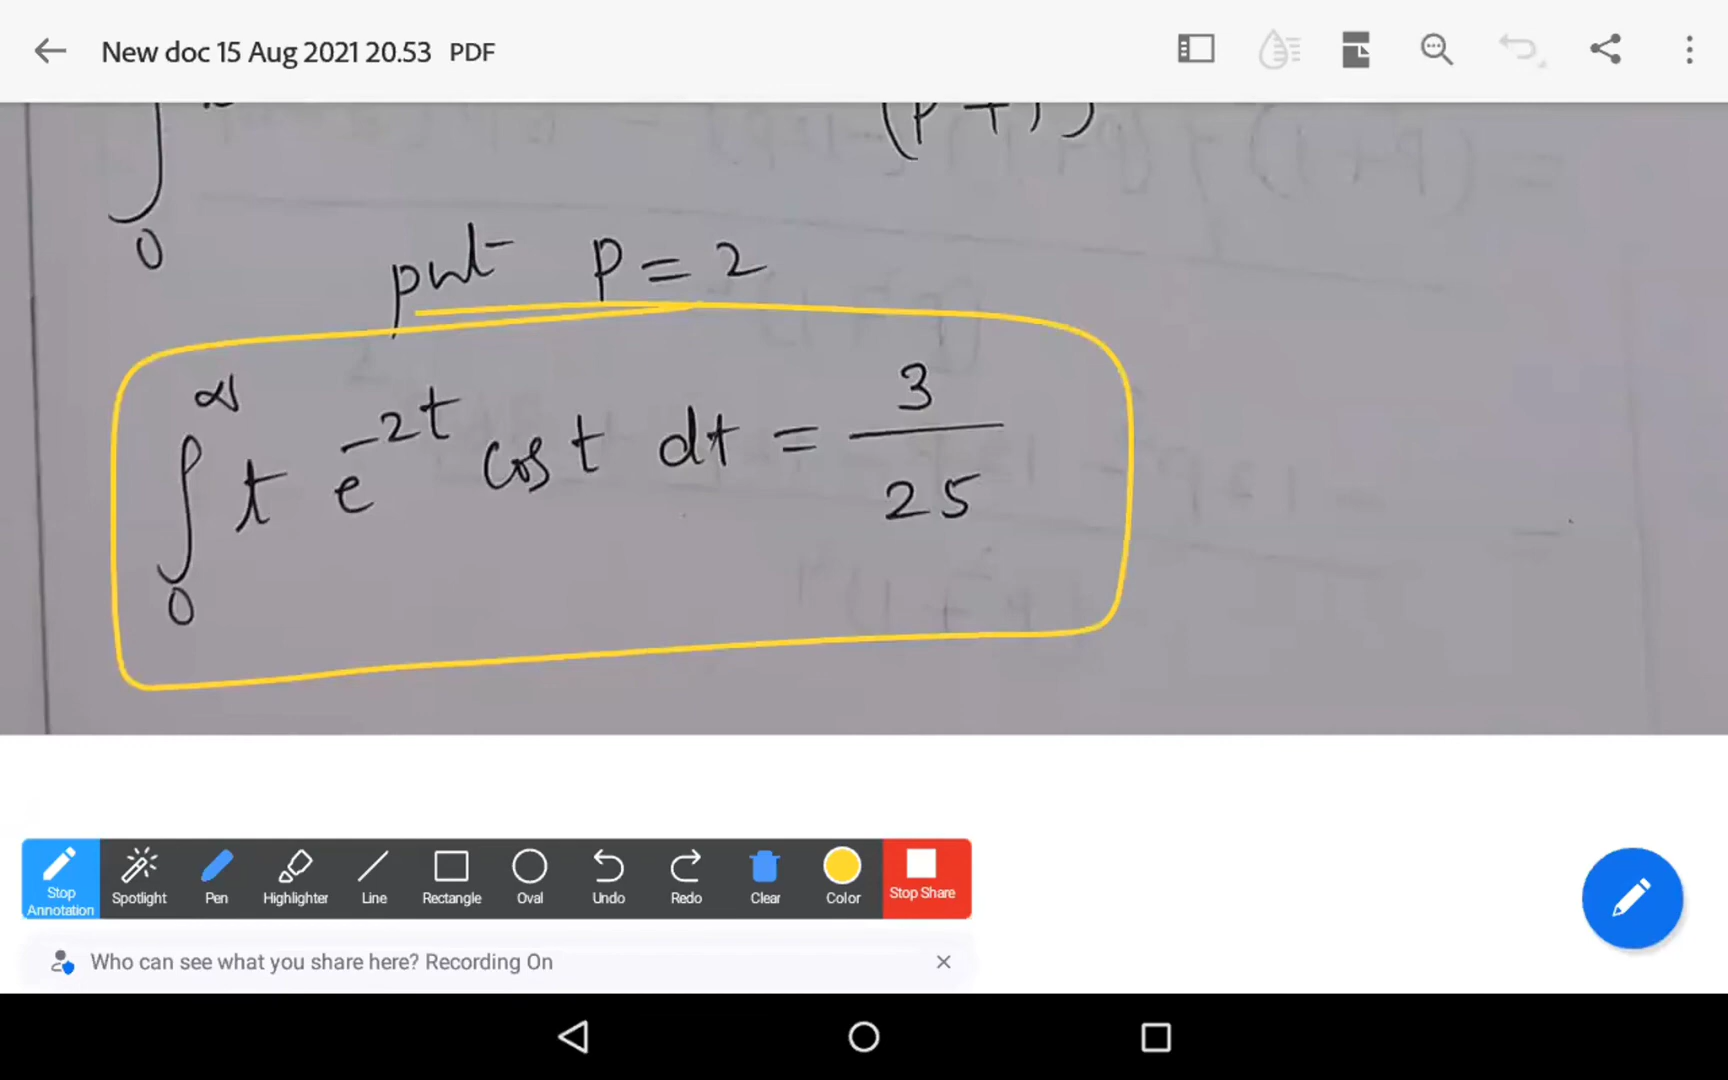 New doc 15 Aug 2021 20.53 PDF
(p + 1)
0
put p = 2
∫₀^∞ t e^{-2t} cos t dt = 3/25
Stop Annotation
Spotlight
Pen
Highlighter
Line
Rectangle
Oval
Undo
Redo
Clear
Color
Stop Share
Who can see what you share here? Recording On